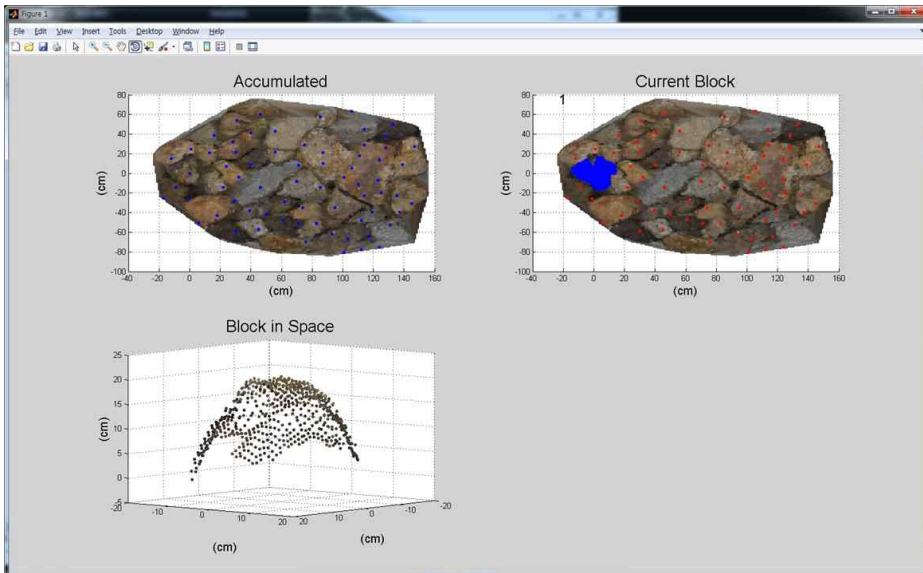 Figure 1
File Edit View Insert Tools Desktop Window Help
Accumulated
80
60
40
20
0
-20
-40
-60
-80
-100
-40 -20 0 20 40 60 80 100 120 140 160
(cm)
(cm)
Current Block
1
80
60
40
20
0
-20
-40
-60
-80
-100
-40 -20 0 20 40 60 80 100 120 140 160
(cm)
(cm)
Block in Space
25
20
15
10
5
0
-5
(cm)
-20 -10 0 10 20
(cm)
20 10 0 -10 -20
(cm)